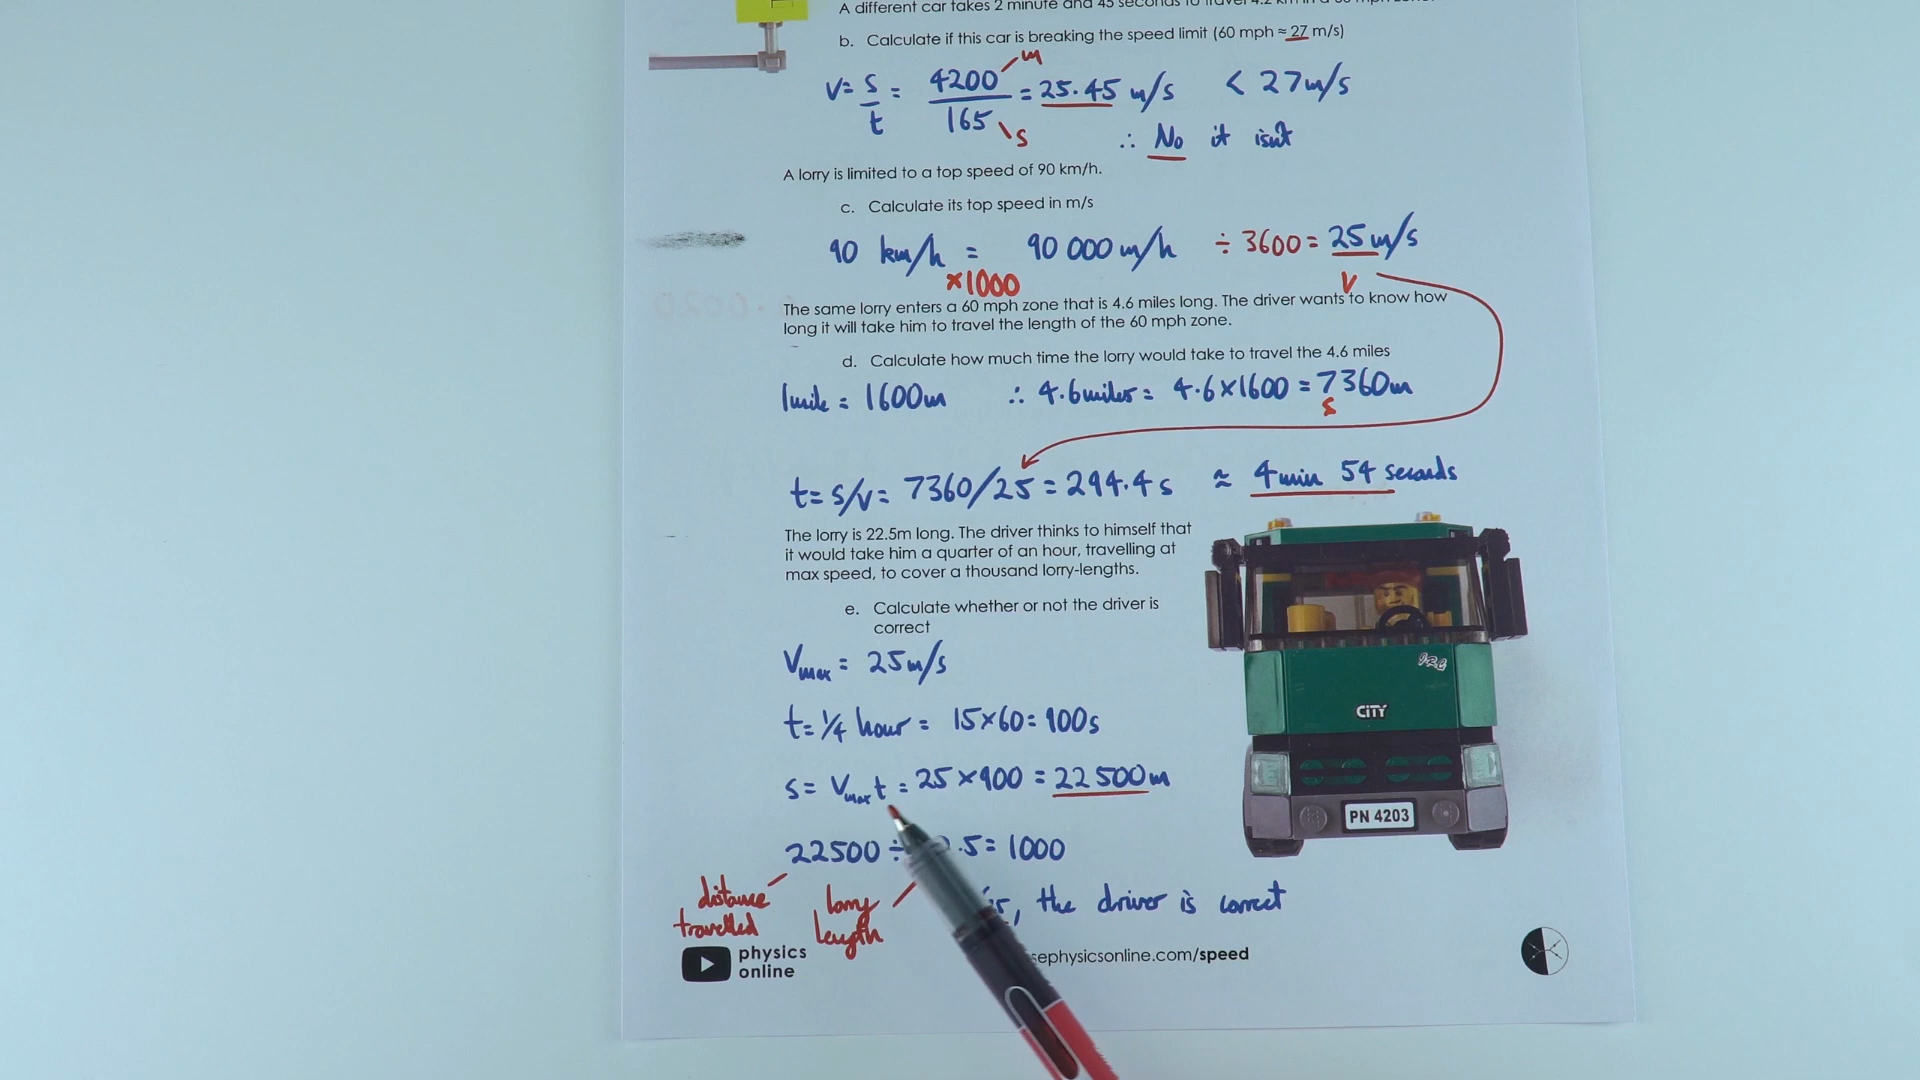 A different car takes 2 minute and 45 seconds to travel 4.2 km in a 60 mph zone.
b. Calculate if this car is breaking the speed limit (60 mph ≈ 27 m/s)
m
v = s/t = 4200/165 = 25.45 m/s < 27 m/s
s
∴ No it isn't
A lorry is limited to a top speed of 90 km/h.
c. Calculate its top speed in m/s
90 km/h = 90 000 m/h ÷ 3600 = 25 m/s
×1000
v
The same lorry enters a 60 mph zone that is 4.6 miles long. The driver wants to know how
long it will take him to travel the length of the 60 mph zone.
d. Calculate how much time the lorry would take to travel the 4.6 miles
1 mile = 1600m ∴ 4.6 miles = 4.6 × 1600 = 7360m
s
t = s/v = 7360/25 = 294.4 s ≈ 4 min 54 seconds
The lorry is 22.5m long. The driver thinks to himself that
it would take him a quarter of an hour, travelling at
max speed, to cover a thousand lorry-lengths.
e. Calculate whether or not the driver is
correct
Vmax = 25 m/s
t = 1/4 hour = 15 × 60 = 900s
s = Vmax t = 25 × 900 = 22 500 m
22500 ÷ .5 = 1000
distance
travelled
lorry
length
, the driver is correct
JRC
CITY
PN 4203
physics
online
sephysicsonline.com/speed